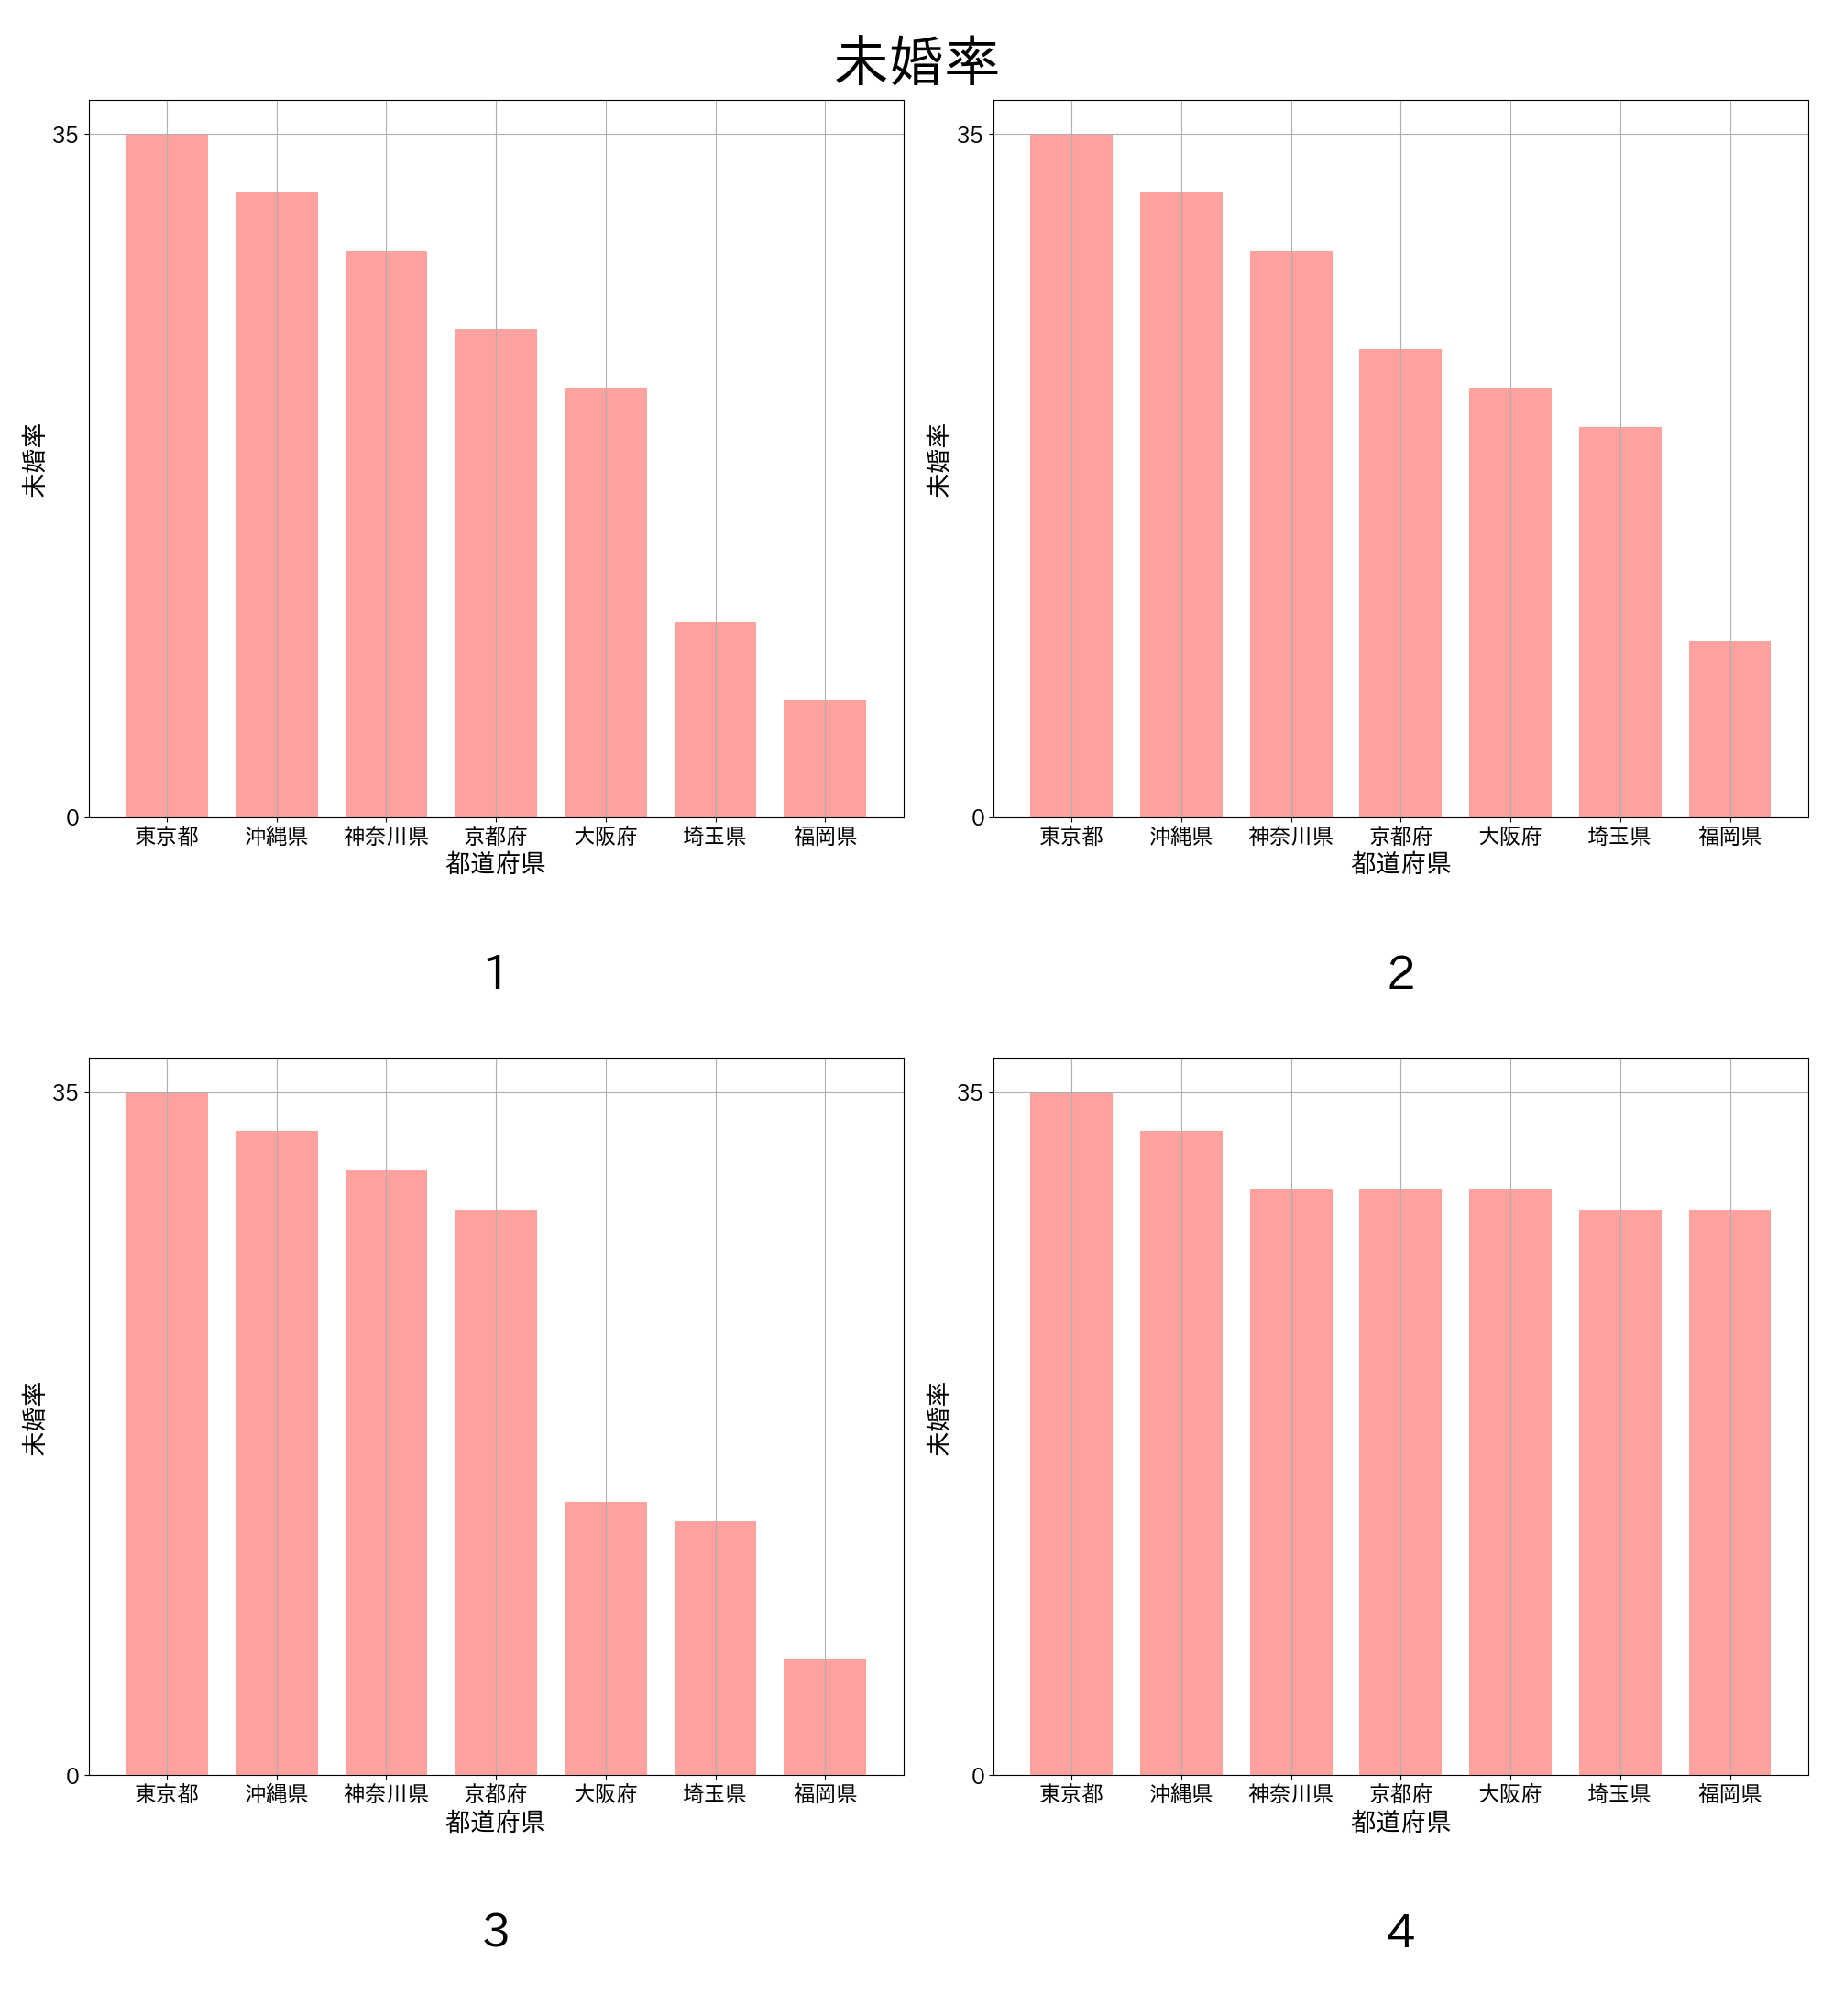 未婚率
35
0
未婚率
東京都 沖縄県 神奈川県 京都府 大阪府 埼玉県 福岡県
都道府県
1
35
0
未婚率
東京都 沖縄県 神奈川県 京都府 大阪府 埼玉県 福岡県
都道府県
2
35
0
未婚率
東京都 沖縄県 神奈川県 京都府 大阪府 埼玉県 福岡県
都道府県
3
35
0
未婚率
東京都 沖縄県 神奈川県 京都府 大阪府 埼玉県 福岡県
都道府県
4